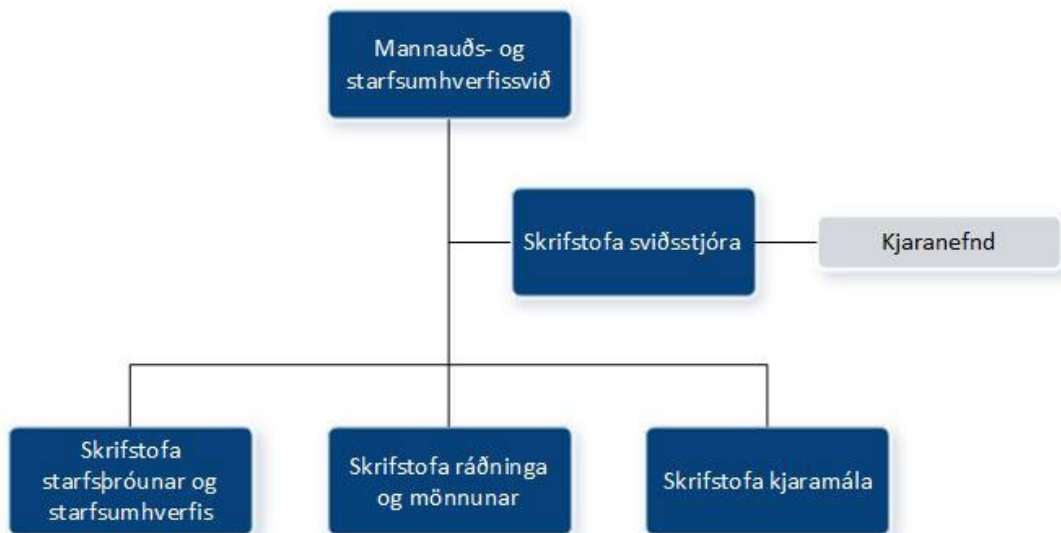 Mannauðs- og
starfsumhverfissvið
Skrifstofa sviðsstjóra
Kjaranefnd
Skrifstofa
starfsþróunar og
starfsumhverfis
Skrifstofa ráðninga
og mönnunar
Skrifstofa kjaramála